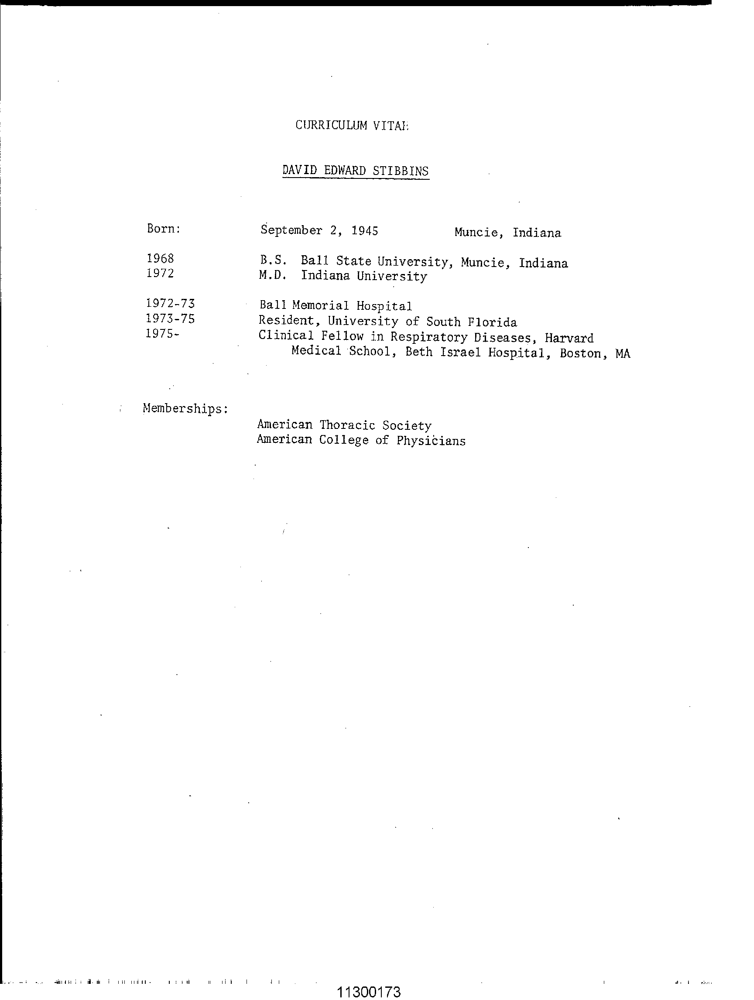 CURRICULUM VITAE
DAVID EDWARD STIBBINS
Born: September 2, 1945 Muncie, Indiana
1968 B.S. Ball State University, Muncie, Indiana
1972 M.D. Indiana University
1972-73 Ball Memorial Hospital
1973-75 Resident, University of South Florida
1975- Clinical Fellow in Respiratory Diseases, Harvard
Medical School, Beth Israel Hospital, Boston, MA
Memberships:
American Thoracic Society
American College of Physicians
11300173